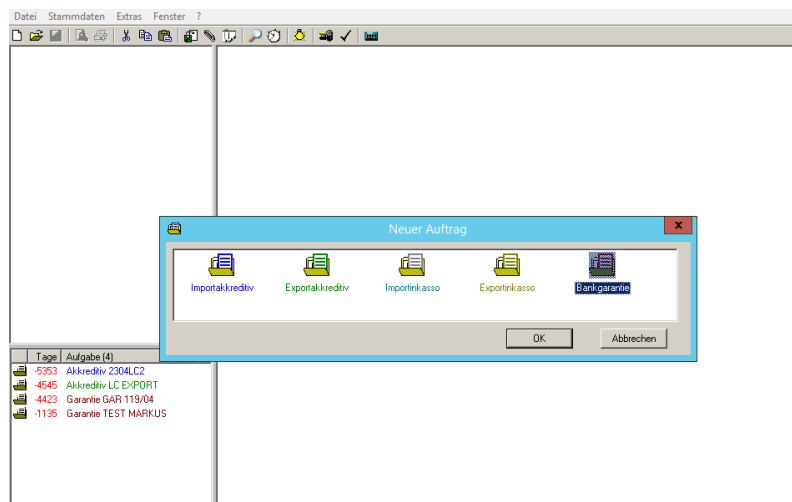 Datei Stammdaten Extras Fenster ?
Neuer Auftrag
x
Importakkreditiv Exportakkreditiv Importinkasso Exportinkasso Bankgarantie
OK Abbrechen
Tage Aufgabe (4)
-5353 Akkreditiv 2304LC2
-4545 Akkreditiv LC EXPORT
-4423 Garantie GAR 119/04
-1135 Garantie TEST MARKUS